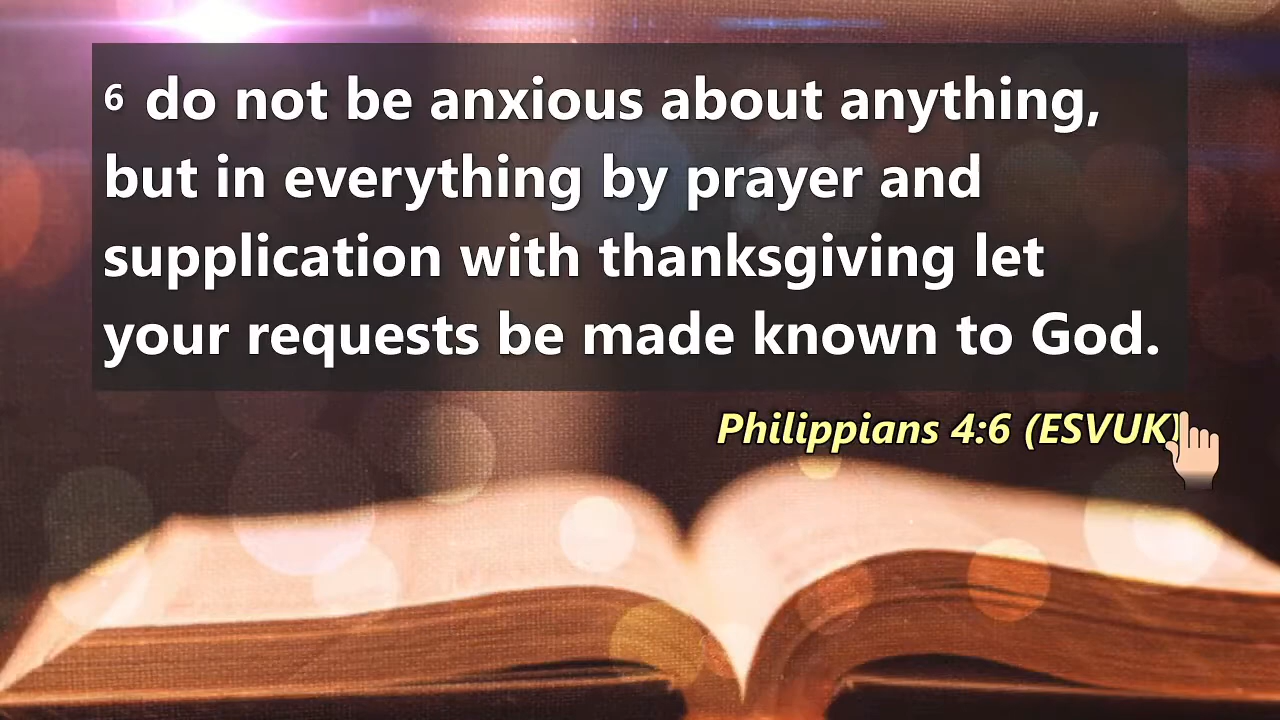 6 do not be anxious about anything,
but in everything by prayer and
supplication with thanksgiving let
your requests be made known to God.
Philippians 4:6 (ESVUK)